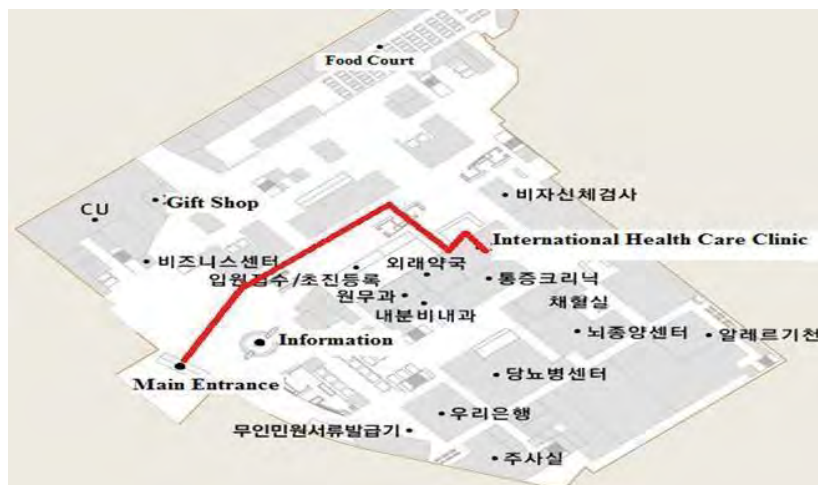 Food Court
비자신체검사
Gift Shop
CU
International Health Care Clinic
비즈니스센터
외래약국
입원접수/초진등록
통증크리닉
원무과
채혈실
내분비내과
뇌종양센터
알레르기천
Information
Main Entrance
당뇨병센터
우리은행
무인민원서류발급기
주사실